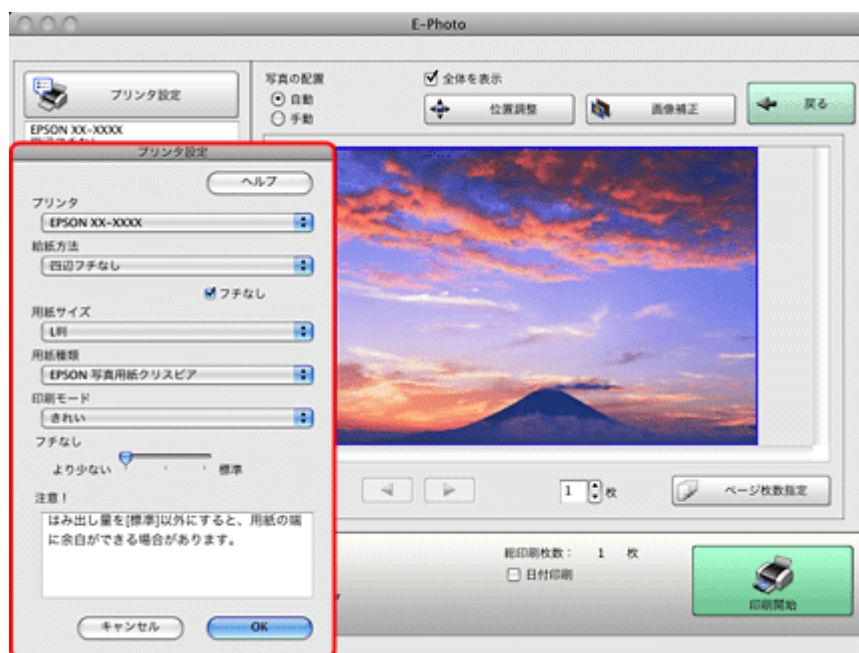 E-Photo
プリンタ設定
EPSON XX-XXXX
写真の配置
自動
手動
全体を表示
位置調整
画像補正
戻る
プリンタ設定
ヘルプ
プリンタ
EPSON XX-XXXX
給紙方法
四辺フチなし
フチなし
用紙サイズ
L判
用紙種類
EPSON 写真用紙クリスピア
印刷モード
きれい
フチなし
より少ない
標準
注意！
はみ出し量を[標準]以外にすると、用紙の端
に余白ができる場合があります。
キャンセル
OK
1 枚
ページ枚数指定
総印刷枚数： 1 枚
日付印刷
印刷開始